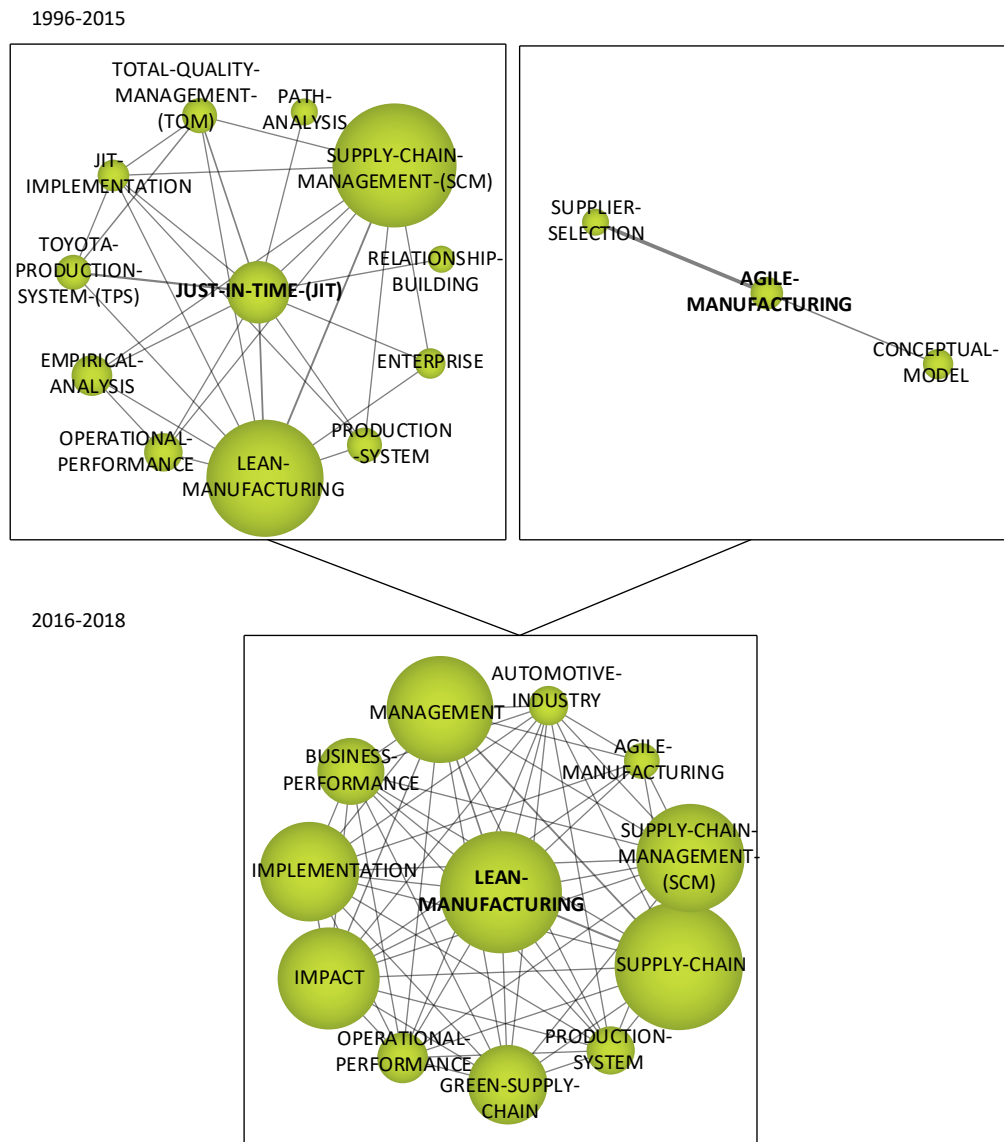 1996-2015
TOTAL-QUALITY-
MANAGEMENT-
(TQM)
PATH-
ANALYSIS
SUPPLY-CHAIN-
MANAGEMENT-(SCM)
JIT-
IMPLEMENTATION
TOYOTA-
PRODUCTION-
SYSTEM-(TPS)
RELATIONSHIP-
BUILDING
JUST-IN-TIME-(JIT)
EMPIRICAL-
ANALYSIS
ENTERPRISE
OPERATIONAL-
PERFORMANCE
LEAN-
MANUFACTURING
PRODUCTION
-SYSTEM
SUPPLIER-
SELECTION
AGILE-
MANUFACTURING
CONCEPTUAL-
MODEL
2016-2018
MANAGEMENT
AUTOMOTIVE-
INDUSTRY
BUSINESS-
PERFORMANCE
AGILE-
MANUFACTURING
IMPLEMENTATION
LEAN-
MANUFACTURING
SUPPLY-CHAIN-
MANAGEMENT-
(SCM)
IMPACT
SUPPLY-CHAIN
OPERATIONAL-
PERFORMANCE
GREEN-SUPPLY-
CHAIN
PRODUCTION-
SYSTEM